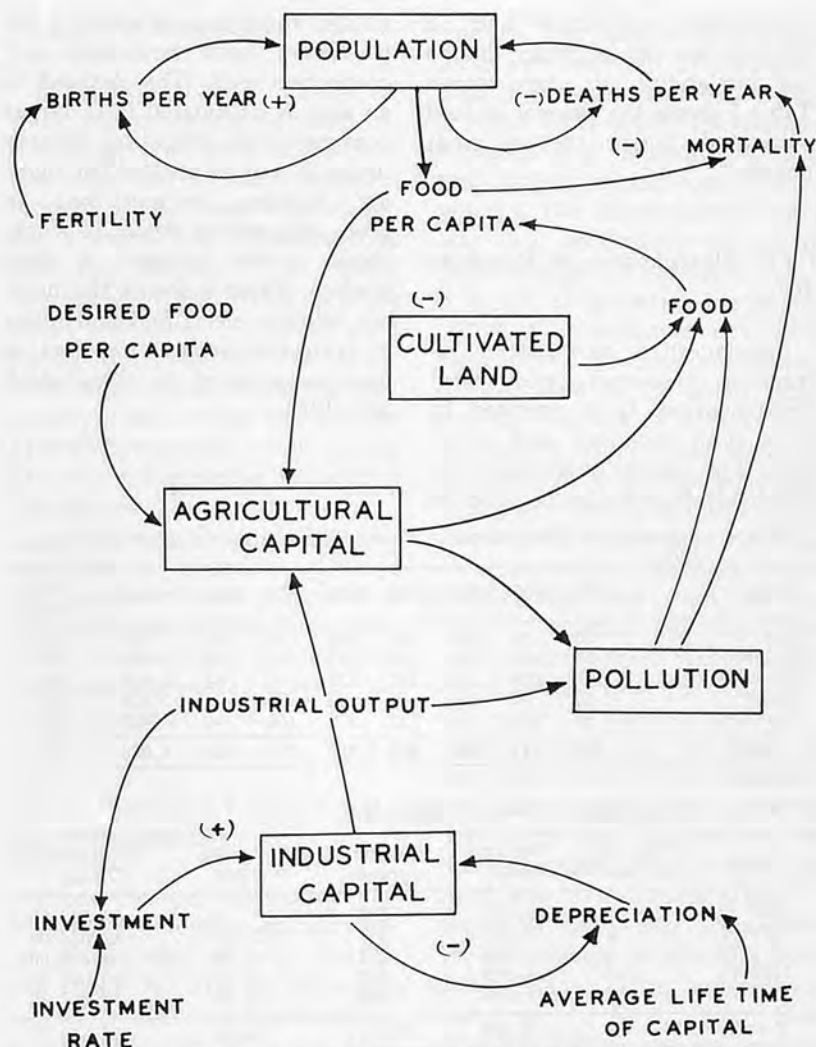 POPULATION
BIRTHS PER YEAR (+)
(-) DEATHS PER YEAR
(-) MORTALITY
FOOD
PER CAPITA
FERTILITY
DESIRED FOOD
PER CAPITA
(-)
FOOD
CULTIVATED
LAND
AGRICULTURAL
CAPITAL
POLLUTION
INDUSTRIAL OUTPUT
(+)
INDUSTRIAL
CAPITAL
INVESTMENT
(-)
DEPRECIATION
INVESTMENT
RATE
AVERAGE LIFE TIME
OF CAPITAL